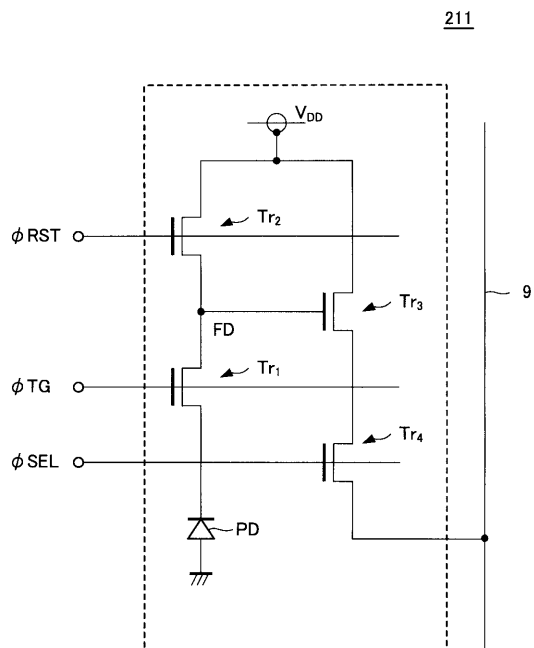 211
VDD
φRST
Tr2
FD
Tr3
9
φTG
Tr1
φSEL
Tr4
PD